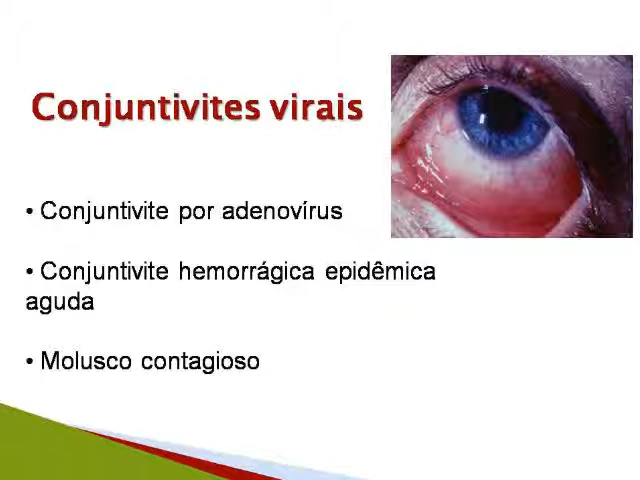 Conjuntivites virais
• Conjuntivite por adenovírus
• Conjuntivite hemorrágica epidêmica
aguda
• Molusco contagioso